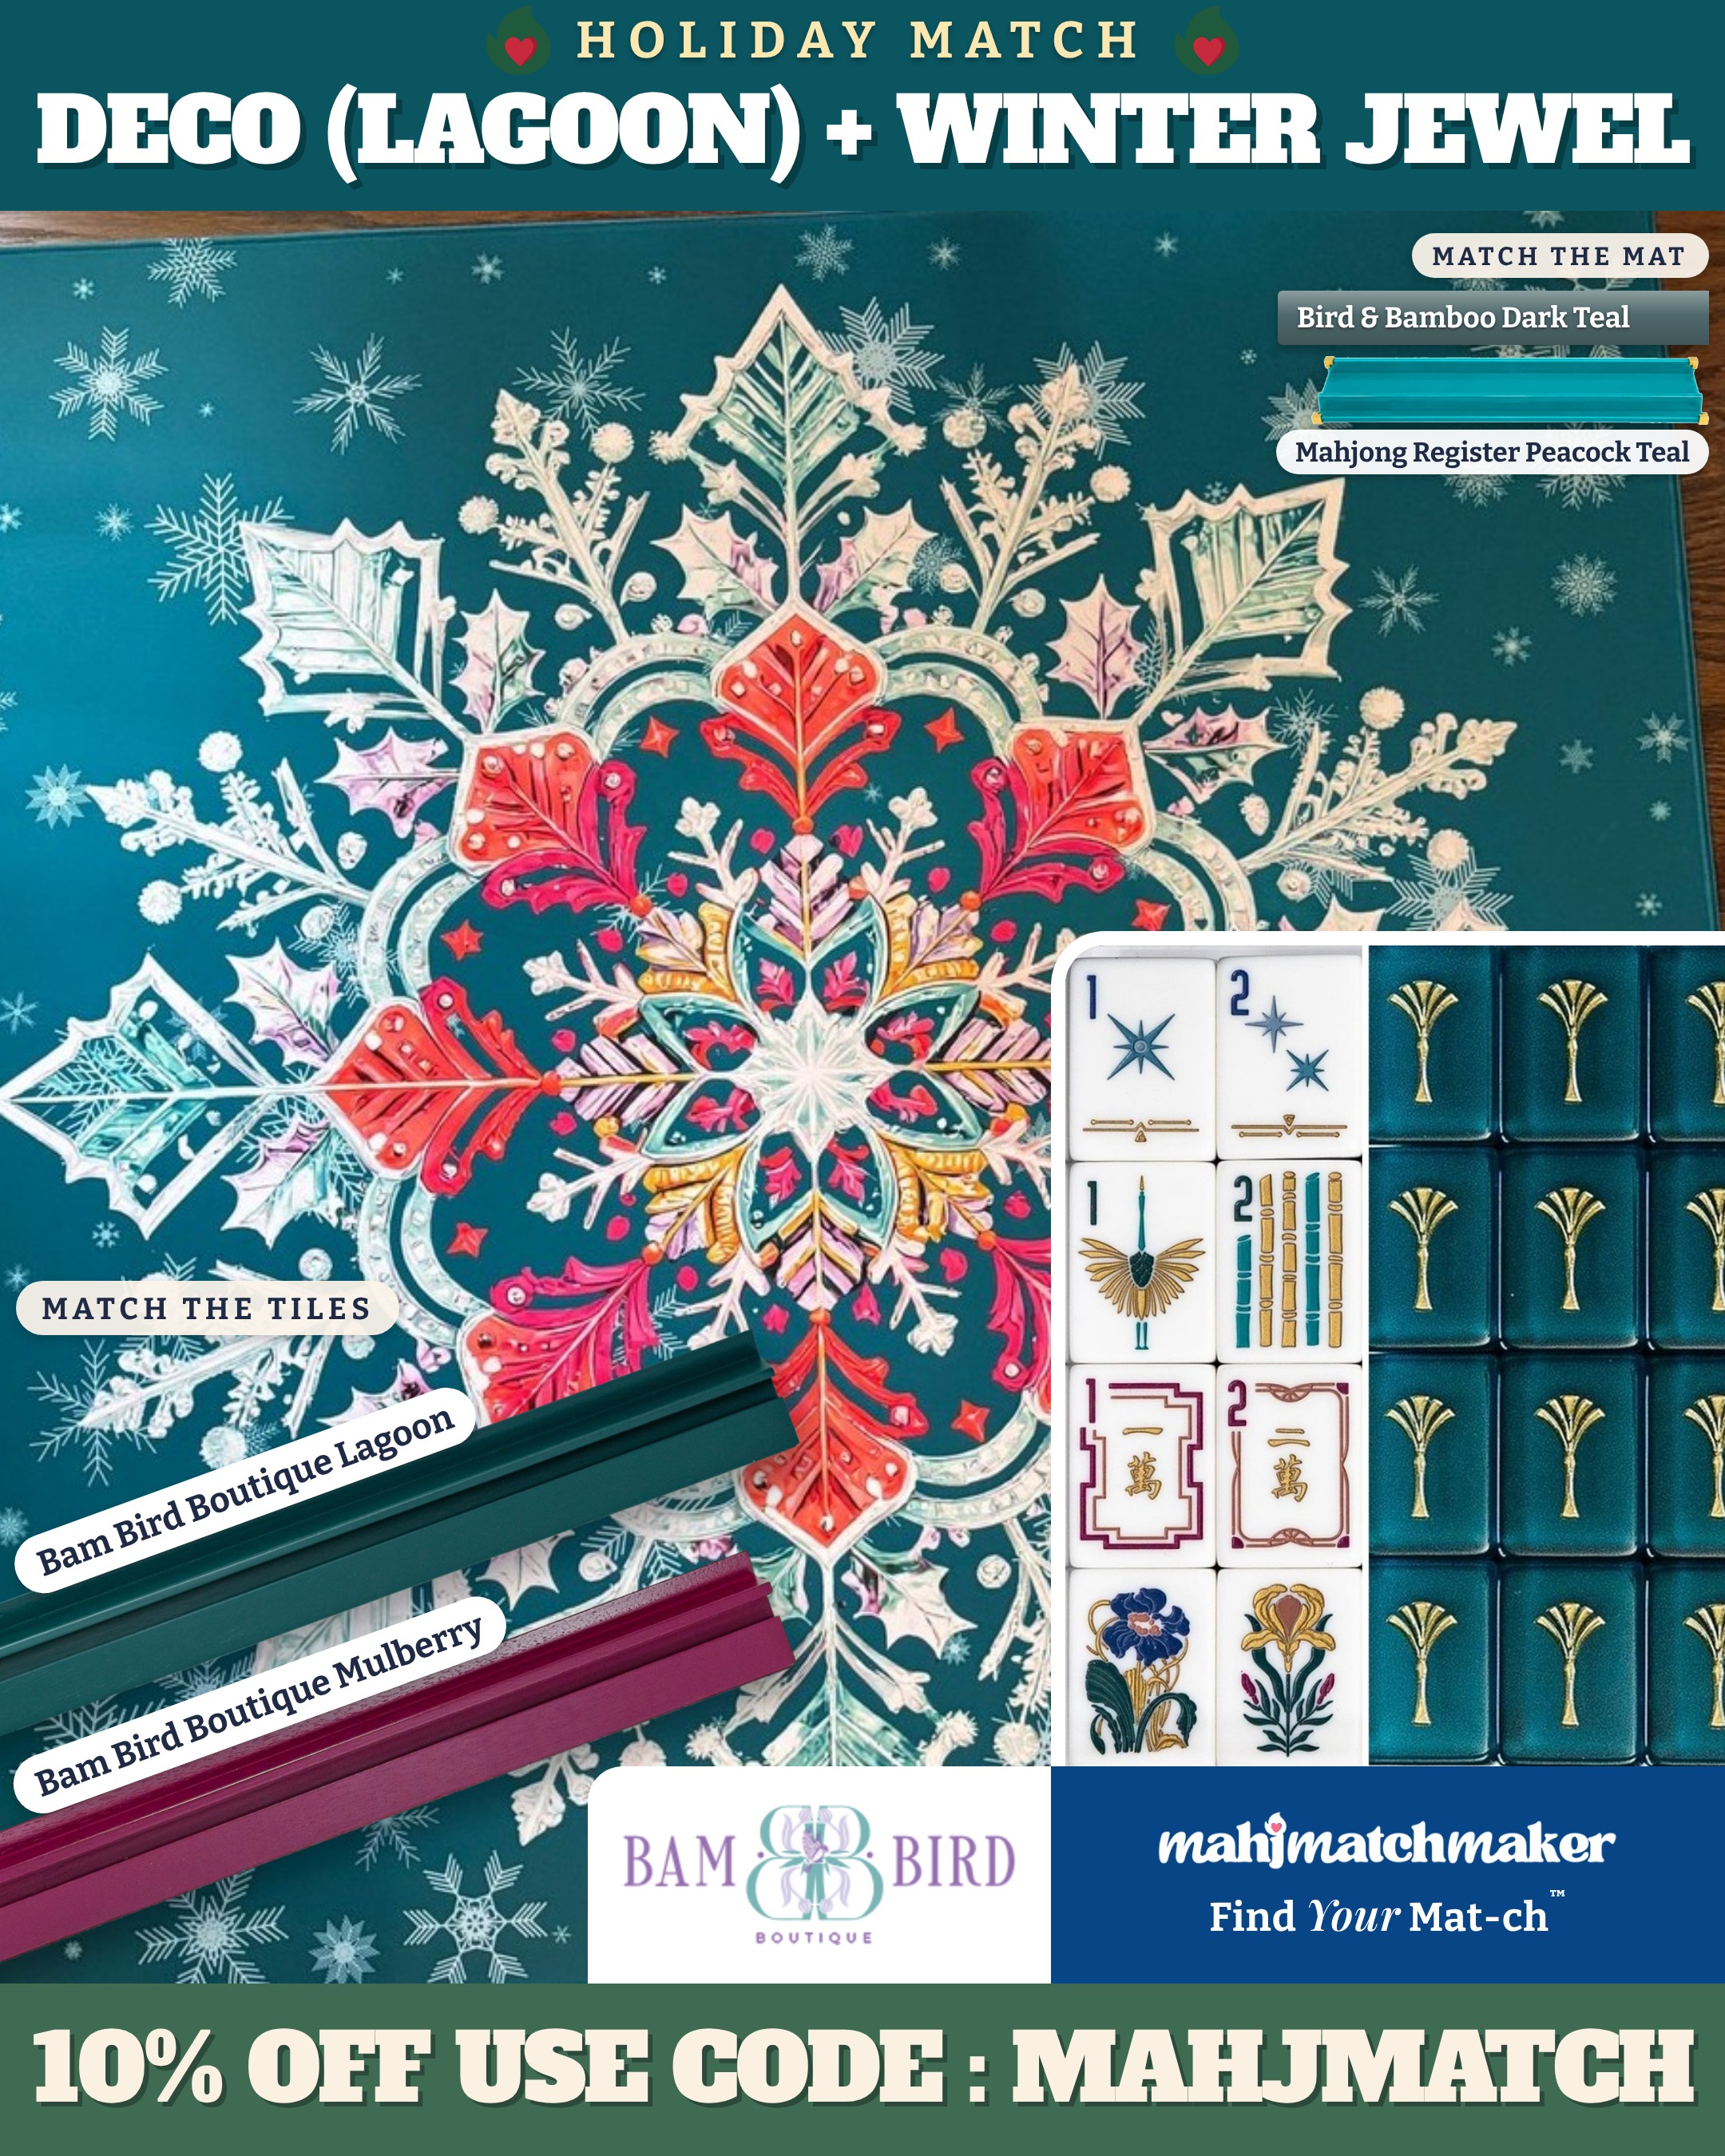 HOLIDAY MATCH
DECO (LAGOON) + WINTER JEWEL
MATCH THE MAT
Bird & Bamboo Dark Teal
Mahjong Register Peacock Teal
1
2
1
2
1
一
萬
2
二
萬
MATCH THE TILES
Bam Bird Boutique Lagoon
Bam Bird Boutique Mulberry
BAM BB BIRD
BOUTIQUE
mahjmatchmaker
Find Your Mat-ch™
10% OFF USE CODE : MAHJMATCH